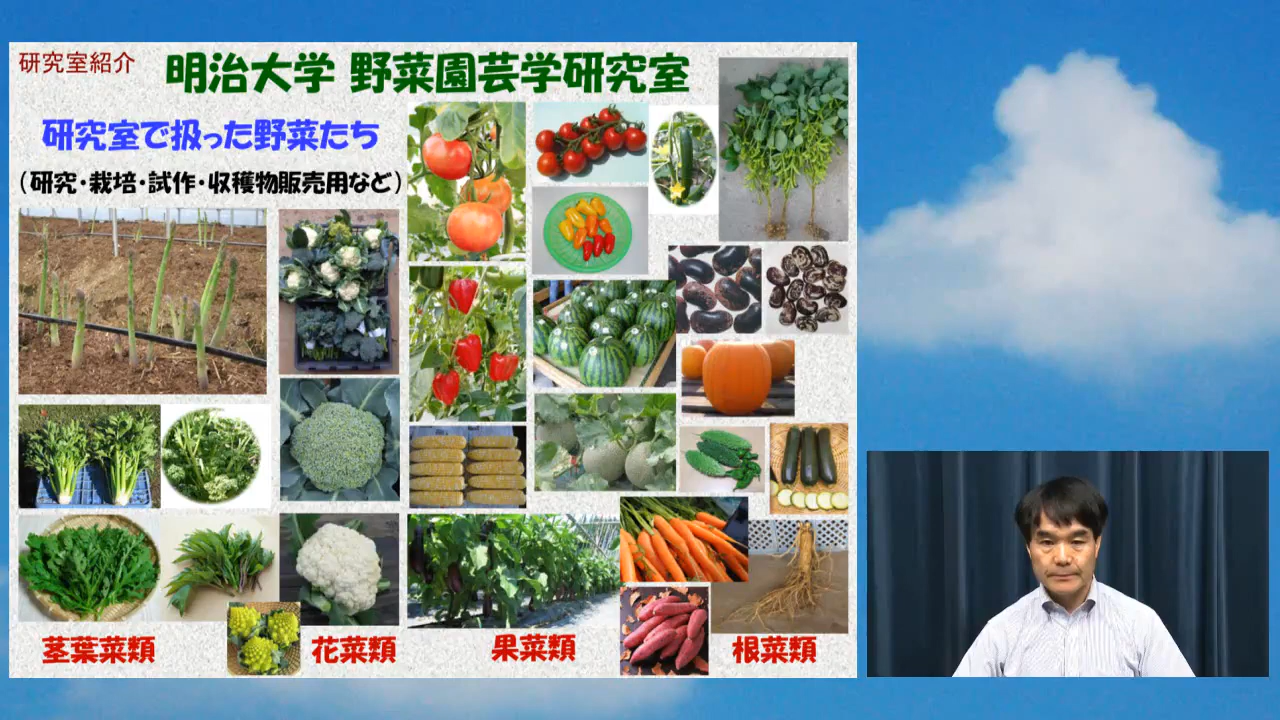 研究室紹介
明治大学 野菜園芸学研究室
研究室で扱った野菜たち
（研究・栽培・試作・収穫物販売用など）
茎葉菜類
花菜類
果菜類
根菜類